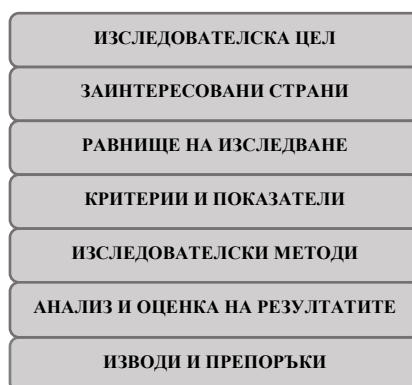 ИЗСЛЕДОВАТЕЛСКА ЦЕЛ
ЗАИНТЕРЕСОВАНИ СТРАНИ
РАВНИЩЕ НА ИЗСЛЕДВАНЕ
КРИТЕРИИ И ПОКАЗАТЕЛИ
ИЗСЛЕДОВАТЕЛСКИ МЕТОДИ
АНАЛИЗ И ОЦЕНКА НА РЕЗУЛТАТИТЕ
ИЗВОДИ И ПРЕПОРЪКИ